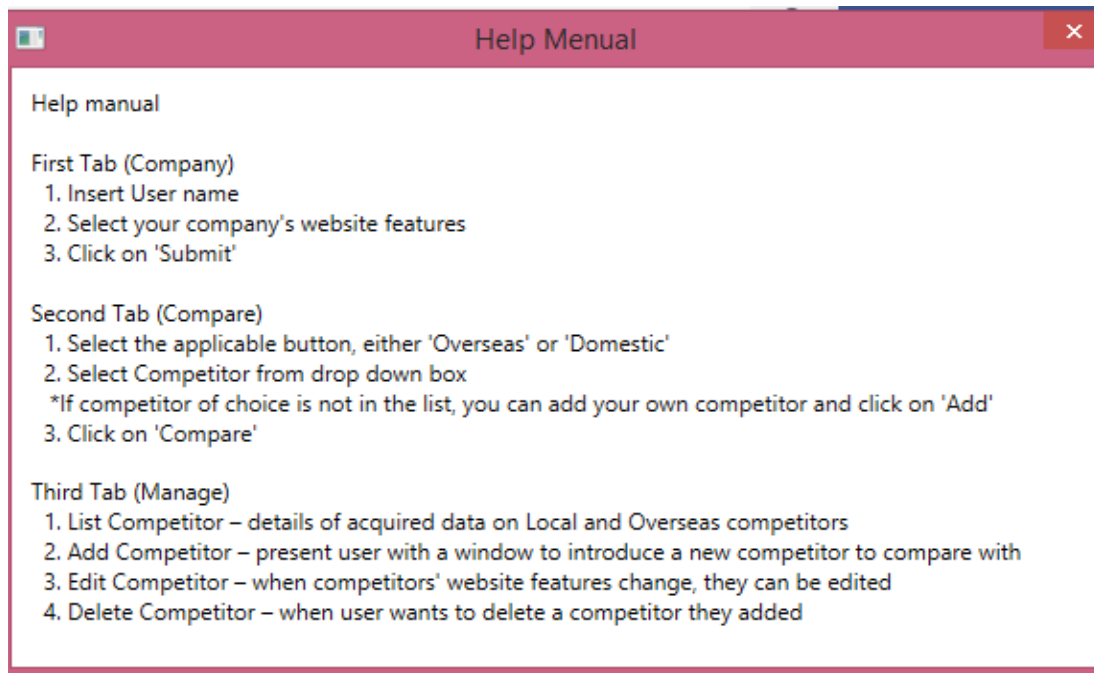 Help Menual
Help manual
First Tab (Company)
1. Insert User name
2. Select your company's website features
3. Click on 'Submit'
Second Tab (Compare)
1. Select the applicable button, either 'Overseas' or 'Domestic'
2. Select Competitor from drop down box
*If competitor of choice is not in the list, you can add your own competitor and click on 'Add'
3. Click on 'Compare'
Third Tab (Manage)
1. List Competitor – details of acquired data on Local and Overseas competitors
2. Add Competitor – present user with a window to introduce a new competitor to compare with
3. Edit Competitor – when competitors' website features change, they can be edited
4. Delete Competitor – when user wants to delete a competitor they added